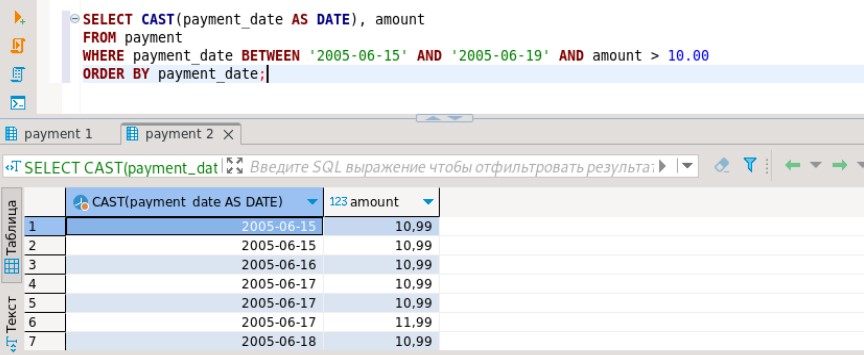 SELECT CAST(payment_date AS DATE), amount
FROM payment
WHERE payment_date BETWEEN '2005-06-15' AND '2005-06-19' AND amount > 10.00
ORDER BY payment_date;
payment 1 payment 2
SELECT CAST(payment_dat Введите SQL выражение чтобы отфильтровать результат
CAST(payment_date AS DATE) 123 amount
1 2005-06-15 10,99
2 2005-06-15 10,99
3 2005-06-16 10,99
4 2005-06-17 10,99
5 2005-06-17 10,99
6 2005-06-17 11,99
7 2005-06-18 10,99
Таблица
Текст